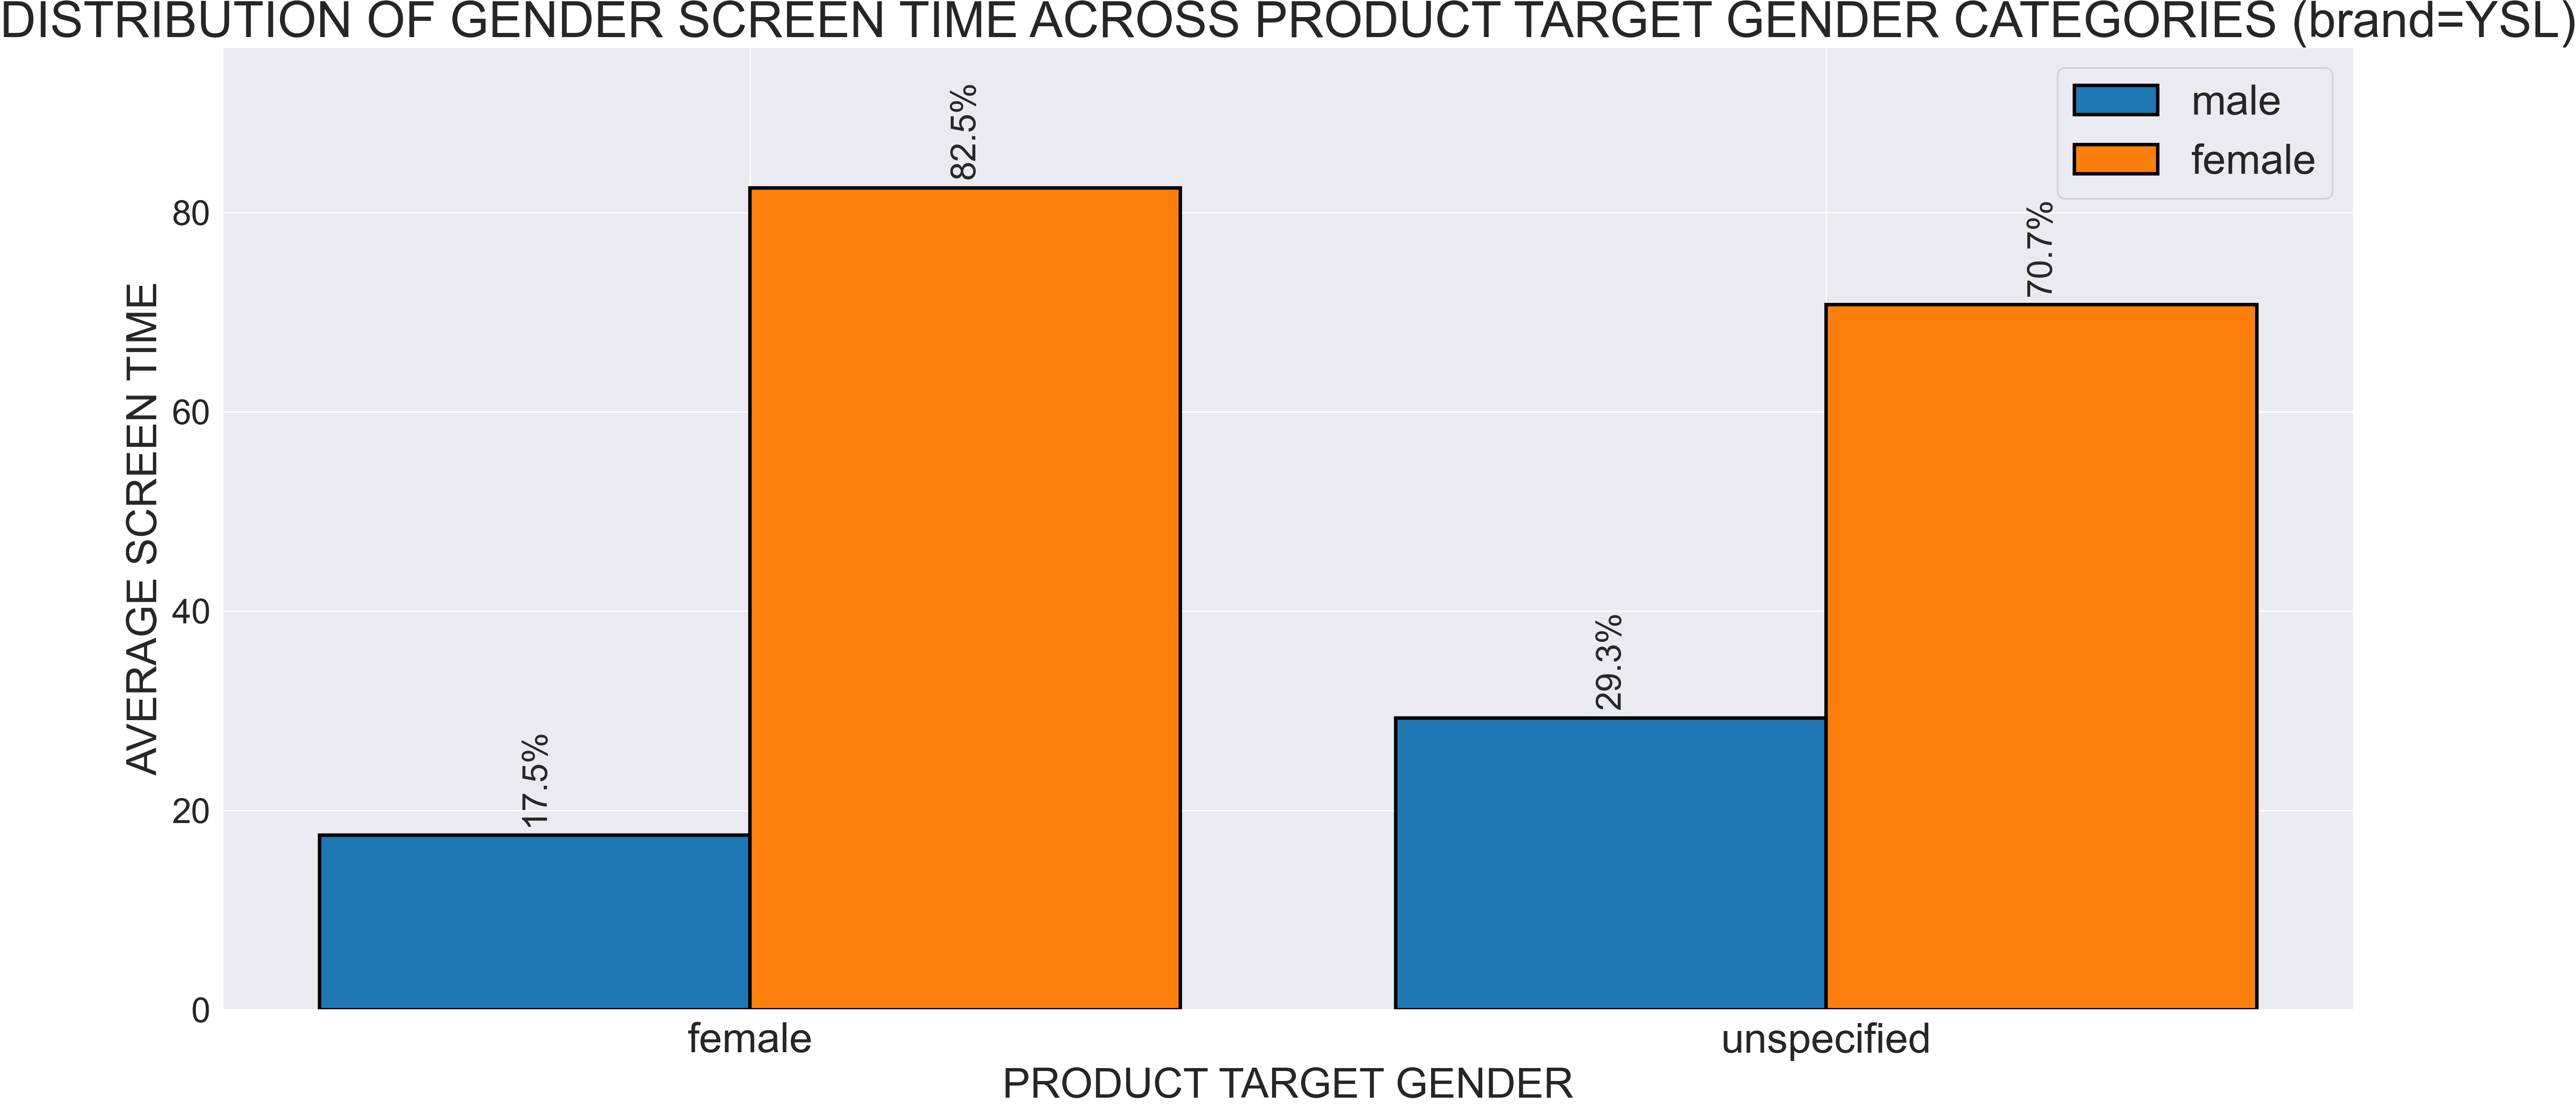 DISTRIBUTION OF GENDER SCREEN TIME ACROSS PRODUCT TARGET GENDER CATEGORIES (brand=YSL)
male
female
82.5%
70.7%
29.3%
17.5%
AVERAGE SCREEN TIME
80
60
40
20
0
female
unspecified
PRODUCT TARGET GENDER